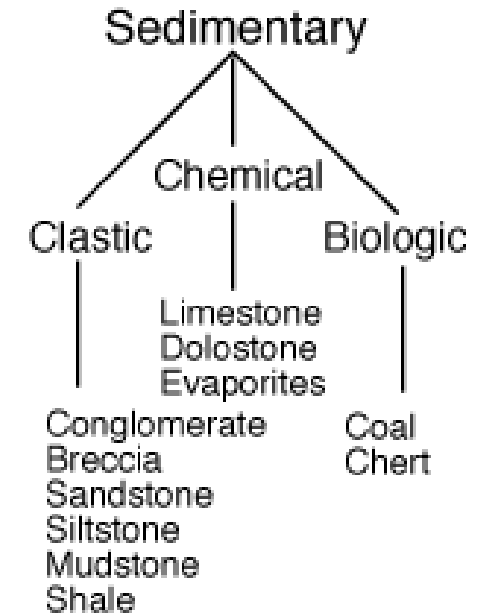 Sedimentary
Chemical
Clastic
Biologic
Limestone
Dolostone
Evaporites
Conglomerate
Breccia
Sandstone
Siltstone
Mudstone
Shale
Coal
Chert